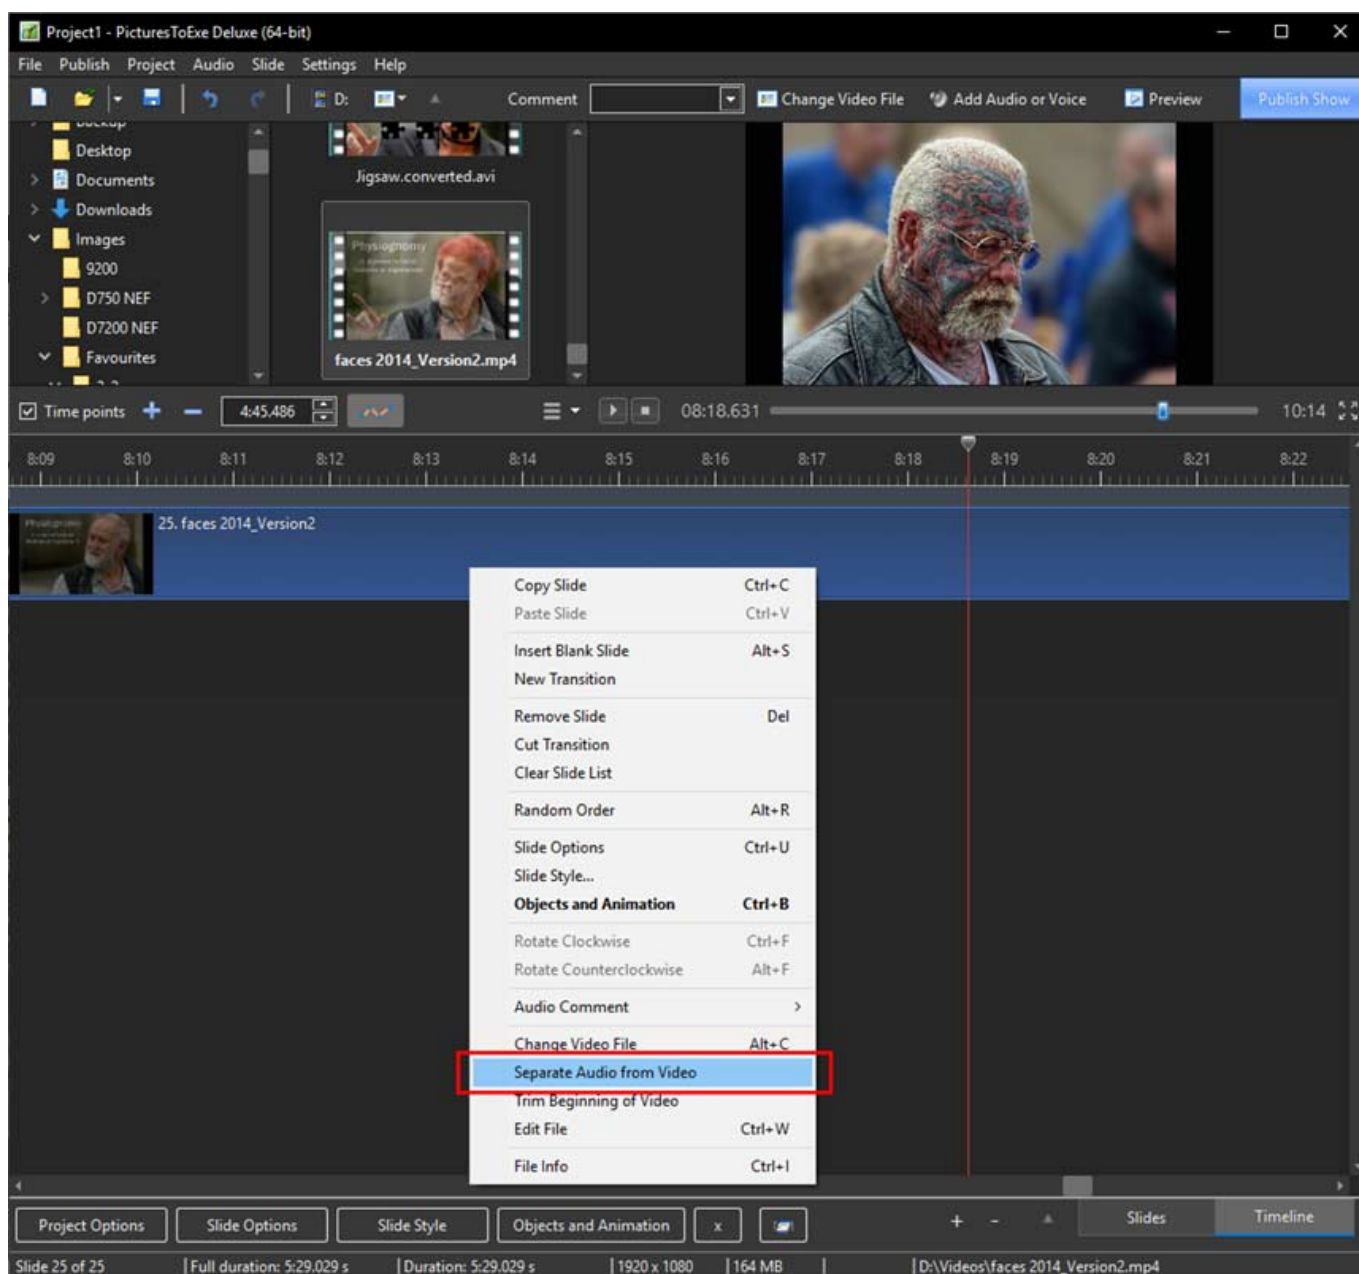 Project1 - PicturesToExe Deluxe (64-bit)
File Publish Project Audio Slide Settings Help
D: Comment Change Video File Add Audio or Voice Preview Publish Show
Desktop
Documents
Downloads
Images
9200
D750 NEF
D7200 NEF
Favourites
Jigsaw.converted.avi
Physiognomy
faces 2014_Version2.mp4
Time points 4:45.486 08:18.631 10:14
8:09 8:10 8:11 8:12 8:13 8:14 8:15 8:16 8:17 8:18 8:19 8:20 8:21 8:22
25. faces 2014_Version2
Copy Slide Ctrl+C
Paste Slide Ctrl+V
Insert Blank Slide Alt+S
New Transition
Remove Slide Del
Cut Transition
Clear Slide List
Random Order Alt+R
Slide Options Ctrl+U
Slide Style...
Objects and Animation Ctrl+B
Rotate Clockwise Ctrl+F
Rotate Counterclockwise Alt+F
Audio Comment
Change Video File Alt+C
Separate Audio from Video
Trim Beginning of Video
Edit File Ctrl+W
File Info Ctrl+I
Project Options Slide Options Slide Style Objects and Animation x + - Slides Timeline
Slide 25 of 25 Full duration: 5:29.029 s Duration: 5:29.029 s 1920 x 1080 164 MB D:\Videos\faces 2014_Version2.mp4